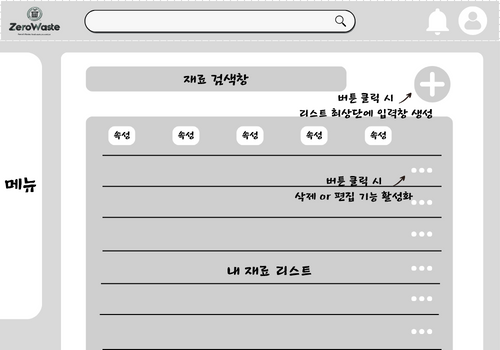 ZeroWaste
재료 검색창
버튼 클릭 시
리스트 최상단에 입력창 생성
속성 속성 속성 속성 속성
메뉴
버튼 클릭 시
삭제 or 편집 기능 활성화
내 재료 리스트